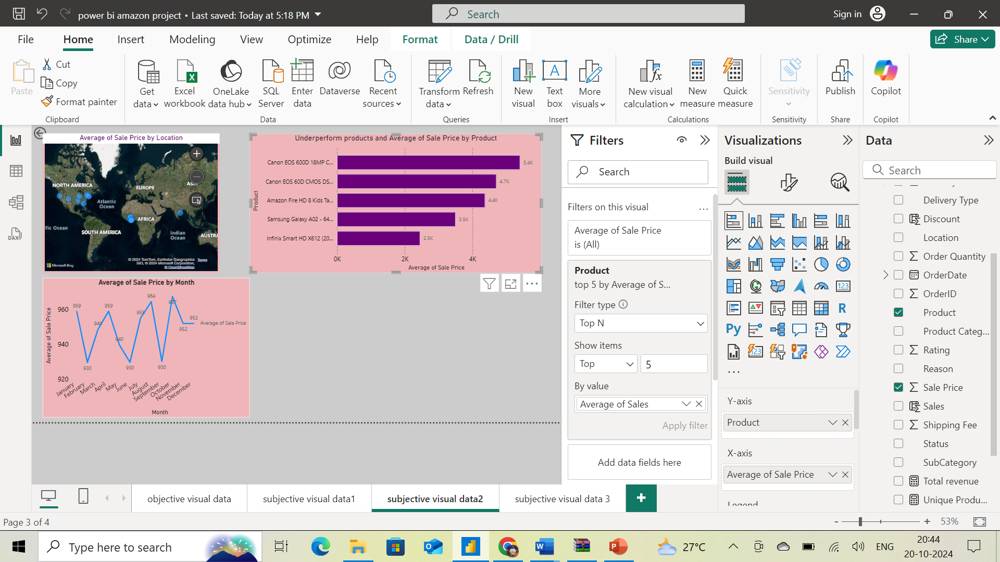 power bi amazon project • Last saved: Today at 5:18 PM
Search
Sign in
File
Home
Insert
Modeling
View
Optimize
Help
Format
Data / Drill
Share
Paste
Cut
Copy
Format painter
Clipboard
Get data
Excel workbook
OneLake data hub
SQL Server
Enter data
Dataverse
Recent sources
Data
Transform data
Refresh
Queries
New visual
Text box
More visuals
Insert
New visual calculation
New measure
Quick measure
Calculations
Sensitivity
Sensitivity
Publish
Share
Copilot
Copilot
Average of Sale Price by Location
NORTH AMERICA
EUROPE
Atlantic Ocean
AFRICA
SOUTH AMERICA
Indian Ocean
AUSTRA
fic Ocean
Microsoft Bing
© 2024 TomTom, Earthstar Geographics
SIO, © 2024 Microsoft Corporation,
© OpenStreetMap
Terms
Underperform products and Average of Sale Price by Product
Product
Canon EOS 600D 18MP C...
5.4K
Canon EOS 60D CMOS DS...
4.7K
Amazon Fire HD 8 Kids Ta...
4.4K
Samsung Galaxy A02 - 64...
3.5K
Infinix Smart HD X612 (20...
2.5K
0K
2K
4K
Average of Sale Price
Average of Sale Price by Month
Average of Sale Price
960
940
920
959
930
949
959
940
930
955
964
930
967
952
952
Average of Sale Price
January
February
March
April
May
June
July
August
September
October
November
December
Month
Filters
Search
Filters on this visual
...
Average of Sale Price
is (All)
Product
top 5 by Average of S...
Filter type
Top N
Show items
Top
5
By value
Average of Sales
Apply filter
Add data fields here
Visualizations
Build visual
123
R
Py
123
...
Y-axis
Product
X-axis
Average of Sale Price
Legend
Data
Search
Delivery Type
Discount
Location
Order Quantity
OrderDate
OrderID
Product
Product Categ...
Rating
Reason
Sale Price
Sales
Shipping Fee
Status
SubCategory
Total revenue
Unique Produ...
DAX
objective visual data
subjective visual data1
subjective visual data2
subjective visual data 3
Page 3 of 4
53%
Type here to search
27°C
ENG
20:44
20-10-2024